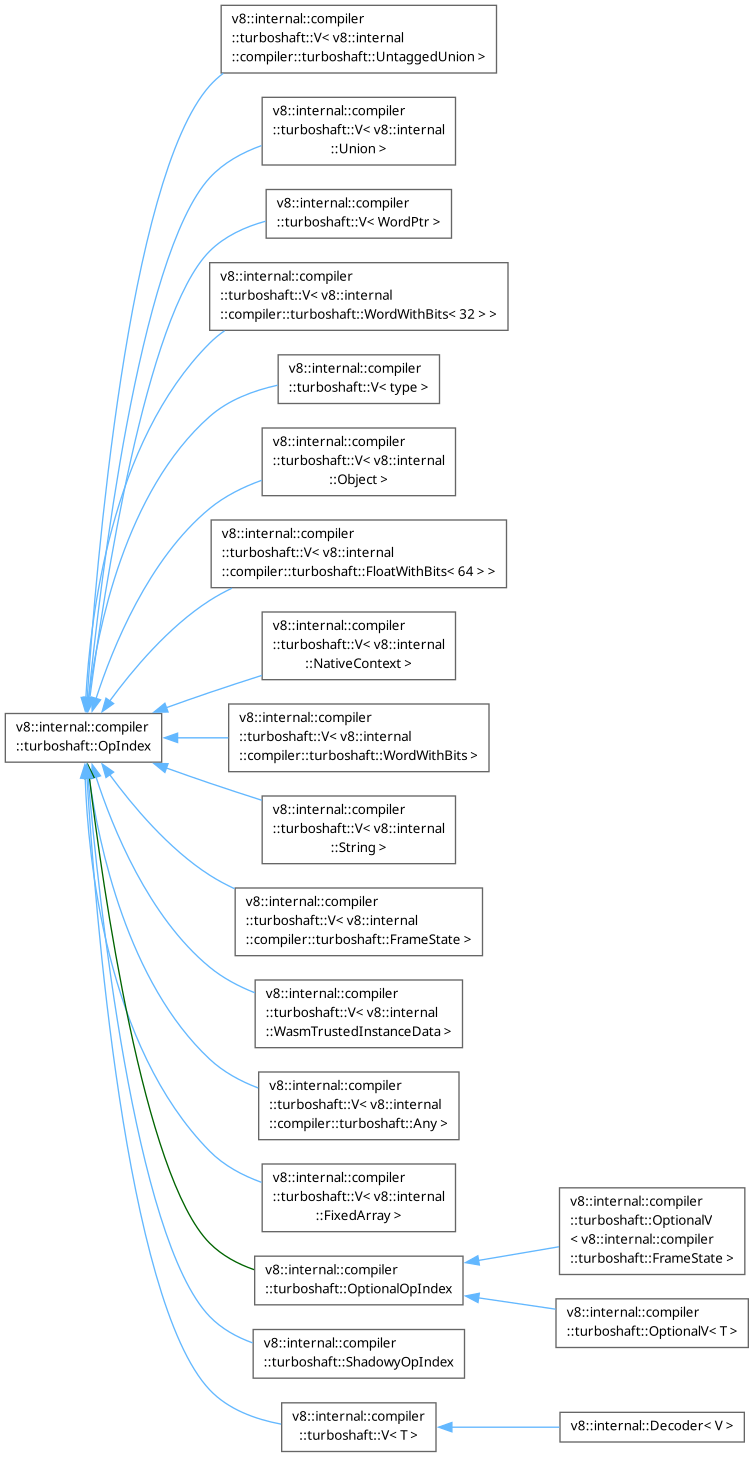 v8::internal::compiler
::turboshaft::V< v8::internal
::compiler::turboshaft::UntaggedUnion >
v8::internal::compiler
::turboshaft::V< v8::internal
::Union >
v8::internal::compiler
::turboshaft::V< WordPtr >
v8::internal::compiler
::turboshaft::V< v8::internal
::compiler::turboshaft::WordWithBits< 32 > >
v8::internal::compiler
::turboshaft::V< type >
v8::internal::compiler
::turboshaft::V< v8::internal
::Object >
v8::internal::compiler
::turboshaft::V< v8::internal
::compiler::turboshaft::FloatWithBits< 64 > >
v8::internal::compiler
::turboshaft::V< v8::internal
::NativeContext >
v8::internal::compiler
::turboshaft::OpIndex
v8::internal::compiler
::turboshaft::V< v8::internal
::compiler::turboshaft::WordWithBits >
v8::internal::compiler
::turboshaft::V< v8::internal
::String >
v8::internal::compiler
::turboshaft::V< v8::internal
::compiler::turboshaft::FrameState >
v8::internal::compiler
::turboshaft::V< v8::internal
::WasmTrustedInstanceData >
v8::internal::compiler
::turboshaft::V< v8::internal
::compiler::turboshaft::Any >
v8::internal::compiler
::turboshaft::V< v8::internal
::FixedArray >
v8::internal::compiler
::turboshaft::OptionalOpIndex
v8::internal::compiler
::turboshaft::OptionalV
< v8::internal::compiler
::turboshaft::FrameState >
v8::internal::compiler
::turboshaft::OptionalV< T >
v8::internal::compiler
::turboshaft::ShadowyOpIndex
v8::internal::compiler
::turboshaft::V< T >
v8::internal::Decoder< V >